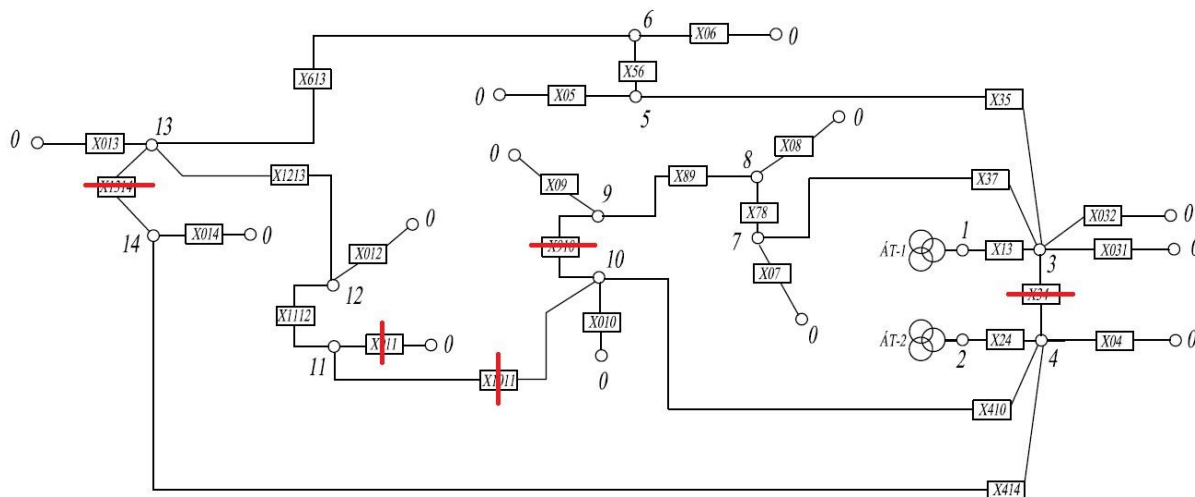 6
X06
0
X613
X56
0
X05
5
X35
0
X013
13
X1314
X1213
14
X014
0
X012
0
12
X1112
11
X011
0
X1011
0
X09
9
X89
8
X08
0
X78
7
X07
0
X37
X910
10
X010
0
X032
0
ÁT-1
1
X13
3
X031
0
X34
ÁT-2
2
X24
4
X04
0
X410
X414